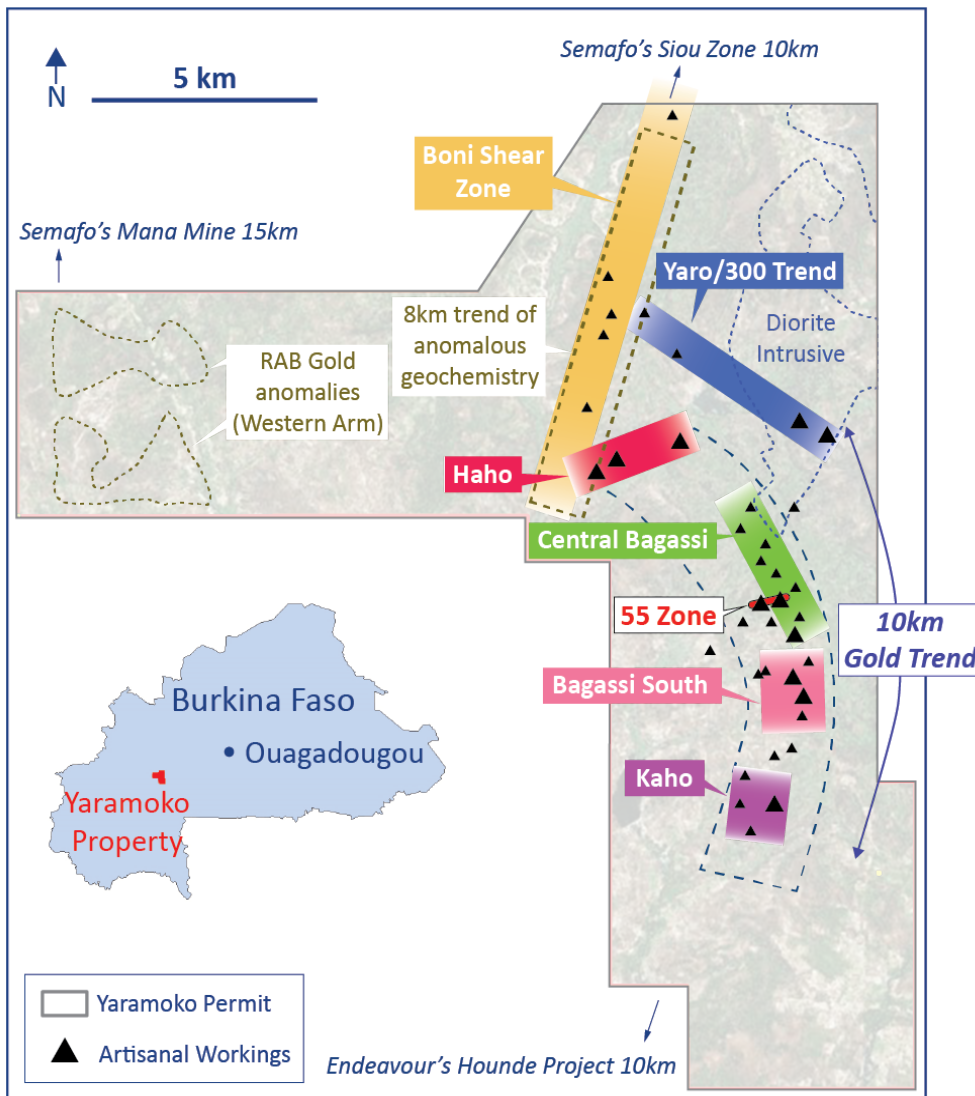 Semafo's Siou Zone 10km
N
5 km
Boni Shear
Zone
Semafo's Mana Mine 15km
Yaro/300 Trend
8km trend of
anomalous
geochemistry
Diorite
Intrusive
RAB Gold
anomalies
(Western Arm)
Haho
Central Bagassi
55 Zone
10km
Gold Trend
Bagassi South
Burkina Faso
Ouagadougou
Kaho
Yaramoko
Property
Yaramoko Permit
Artisanal Workings
Endeavour's Hounde Project 10km